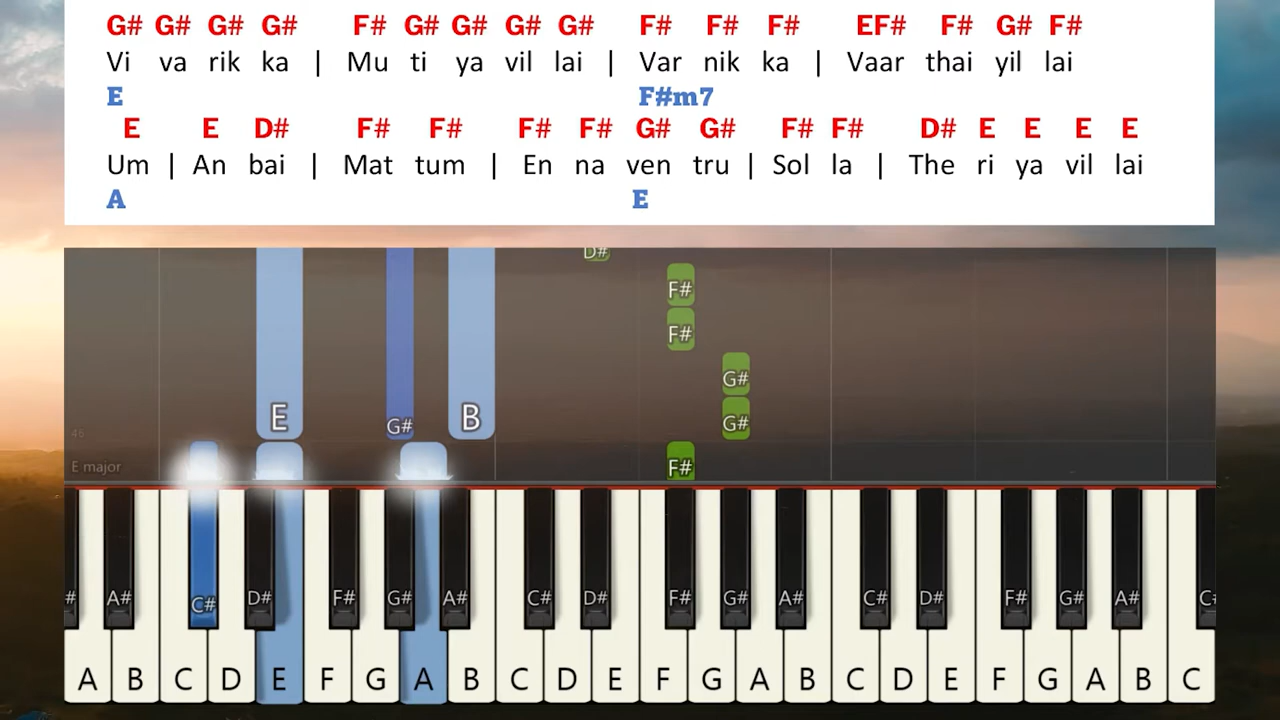 G# G# G# G# F# G# G# G# G# F# F# F# EF# F# G# F#
Vi va rik ka | Mu ti ya vil lai | Var nik ka | Vaar thai yil lai
E F#m7
E E D# F# F# F# F# G# G# F# F# D# E E E E
Um | An bai | Mat tum | En na ven tru | Sol la | The ri ya vil lai
A E
D#
F#
F#
G#
E G# B G#
46
E major F#
# A# C# D# F# G# A# C# D# F# G# A# C# D# F# G# A# C#
A B C D E F G A B C D E F G A B C D E F G A B C